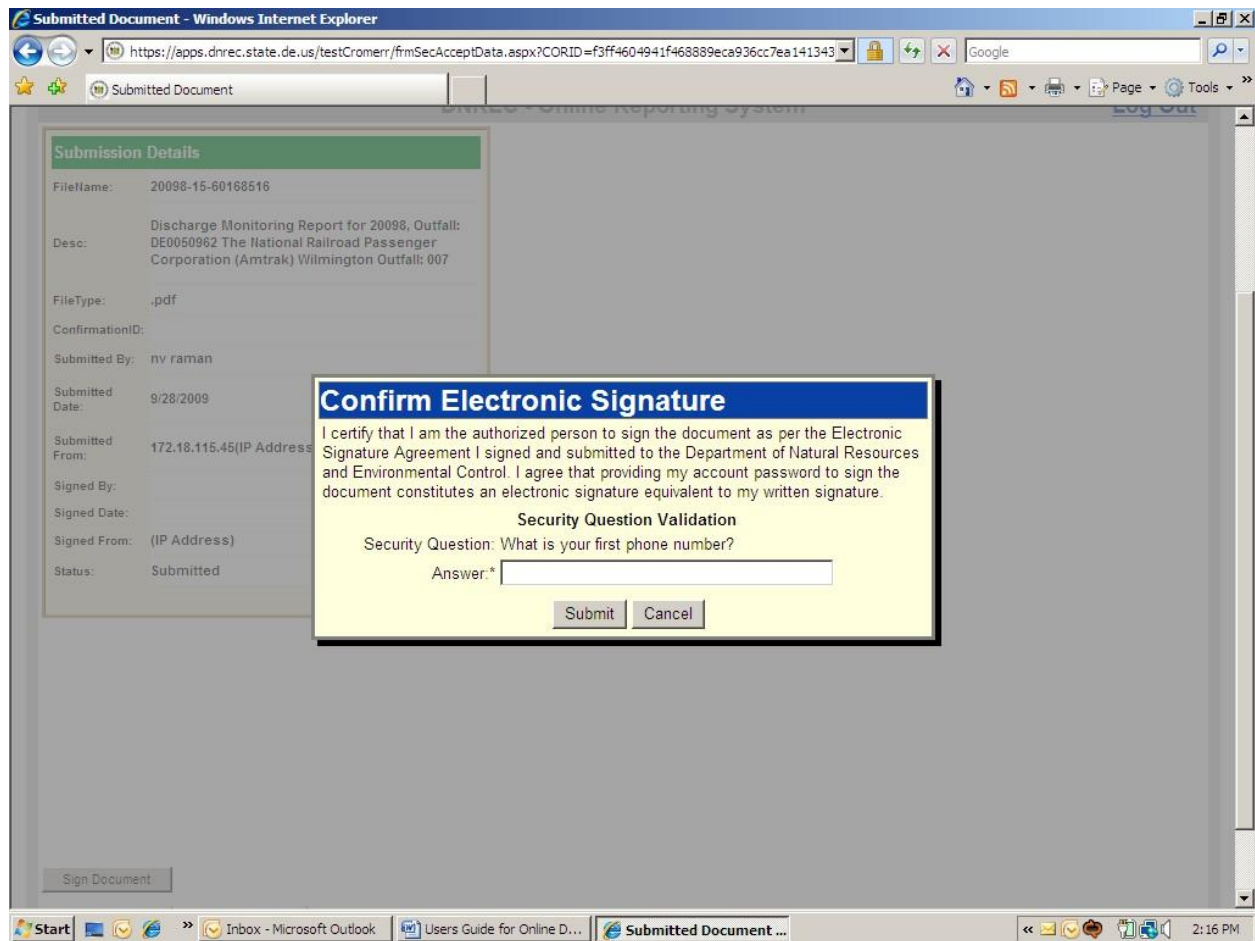 Submitted Document - Windows Internet Explorer
https://apps.dnrec.state.de.us/testCromerr/frmSecAcceptData.aspx?CORID=f3ff4604941f468889eca936cc7ea141343
Google
Submitted Document
Page
Tools
»
DNREC - Online Reporting System
Log Out
Submission Details
FileName: 20098-15-60168516
Desc: Discharge Monitoring Report for 20098, Outfall:
DE0050962 The National Railroad Passenger
Corporation (Amtrak) Wilmington Outfall: 007
FileType: .pdf
ConfirmationID:
Submitted By: nv raman
Submitted
Date: 9/28/2009
Submitted
From: 172.18.115.45(IP Address
Signed By:
Signed Date:
Signed From: (IP Address)
Status: Submitted
Confirm Electronic Signature
I certify that I am the authorized person to sign the document as per the Electronic
Signature Agreement I signed and submitted to the Department of Natural Resources
and Environmental Control. I agree that providing my account password to sign the
document constitutes an electronic signature equivalent to my written signature.
Security Question Validation
Security Question: What is your first phone number?
Answer:*
Submit Cancel
Sign Document
Start » Inbox - Microsoft Outlook Users Guide for Online D... Submitted Document ... « 2:16 PM